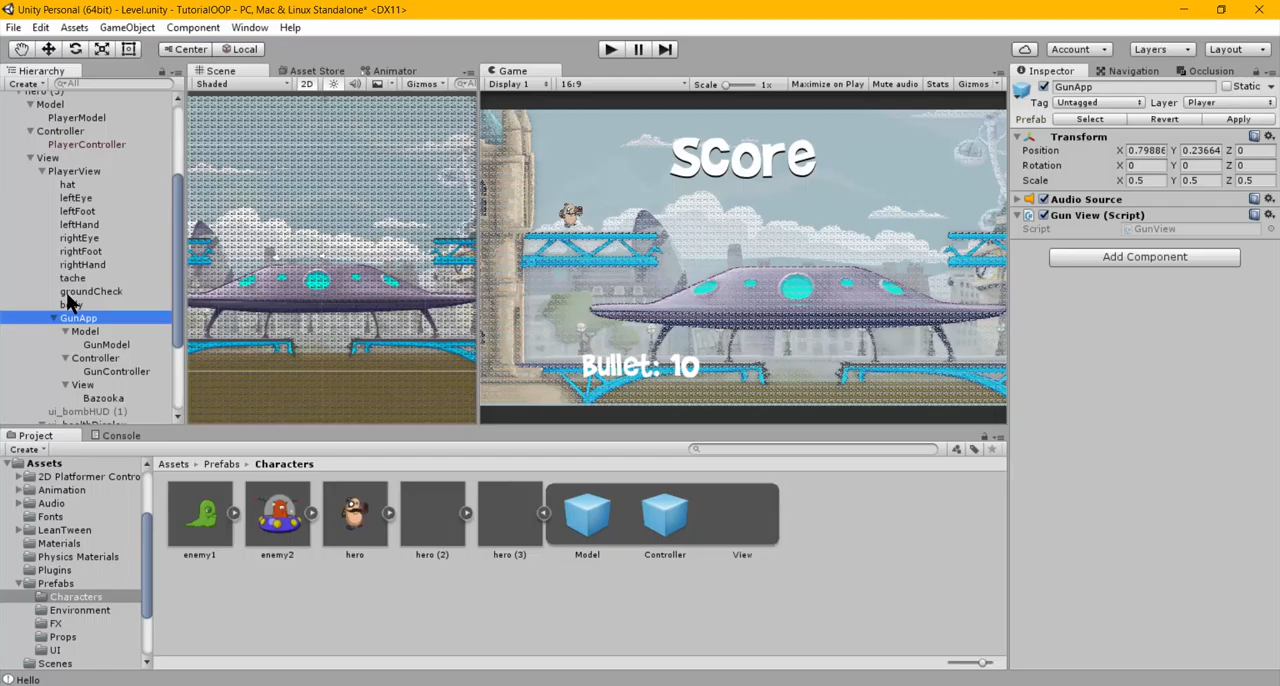 Unity Personal (64bit) - Level.unity - TutorialOOP - PC, Mac & Linux Standalone* <DX11>
File Edit Assets GameObject Component Window Help
Center Local Account Layers Layout
Hierarchy Scene Asset Store Animator Game Inspector Navigation Occlusion
Create All Shaded 2D Gizmos Display 1 16:9 Scale 1x Maximize on Play Mute audio Stats Gizmos
GunApp Static
Tag Untagged Layer Player
Prefab Select Revert Apply
Transform
Position X 0.79886 Y 0.23664 Z 0
Rotation X 0 Y 0 Z 0
Scale X 0.5 Y 0.5 Z 0.5
Audio Source
Gun View (Script)
Script GunView
Add Component
Model
PlayerModel
Controller
PlayerController
View
PlayerView
hat
leftEye
leftFoot
leftHand
rightEye
rightFoot
rightHand
tache
groundCheck
GunApp
Model
GunModel
Controller
GunController
View
Bazooka
ui_bombHUD (1)
Score
Bullet: 10
Project Console
Create
Assets
2D Platformer Contro
Animation
Audio
Fonts
LeanTween
Materials
Physics Materials
Plugins
Prefabs
Characters
Environment
FX
Props
UI
Scenes
Assets Prefabs Characters
enemy1 enemy2 hero hero (2) hero (3) Model Controller View
Hello